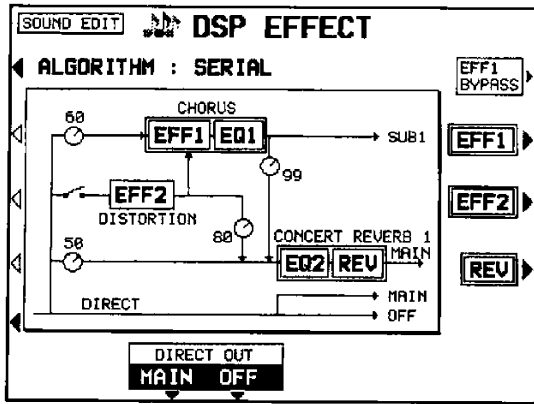 SOUND EDIT
DSP EFFECT
ALGORITHM : SERIAL
EFF1 BYPASS
60
CHORUS
EFF1 EQ1
SUB1
EFF1
99
EFF2
DISTORTION
EFF2
80
CONCERT REVERB 1
50
EQ2 REV
MAIN
REV
DIRECT
MAIN
OFF
DIRECT OUT
MAIN OFF